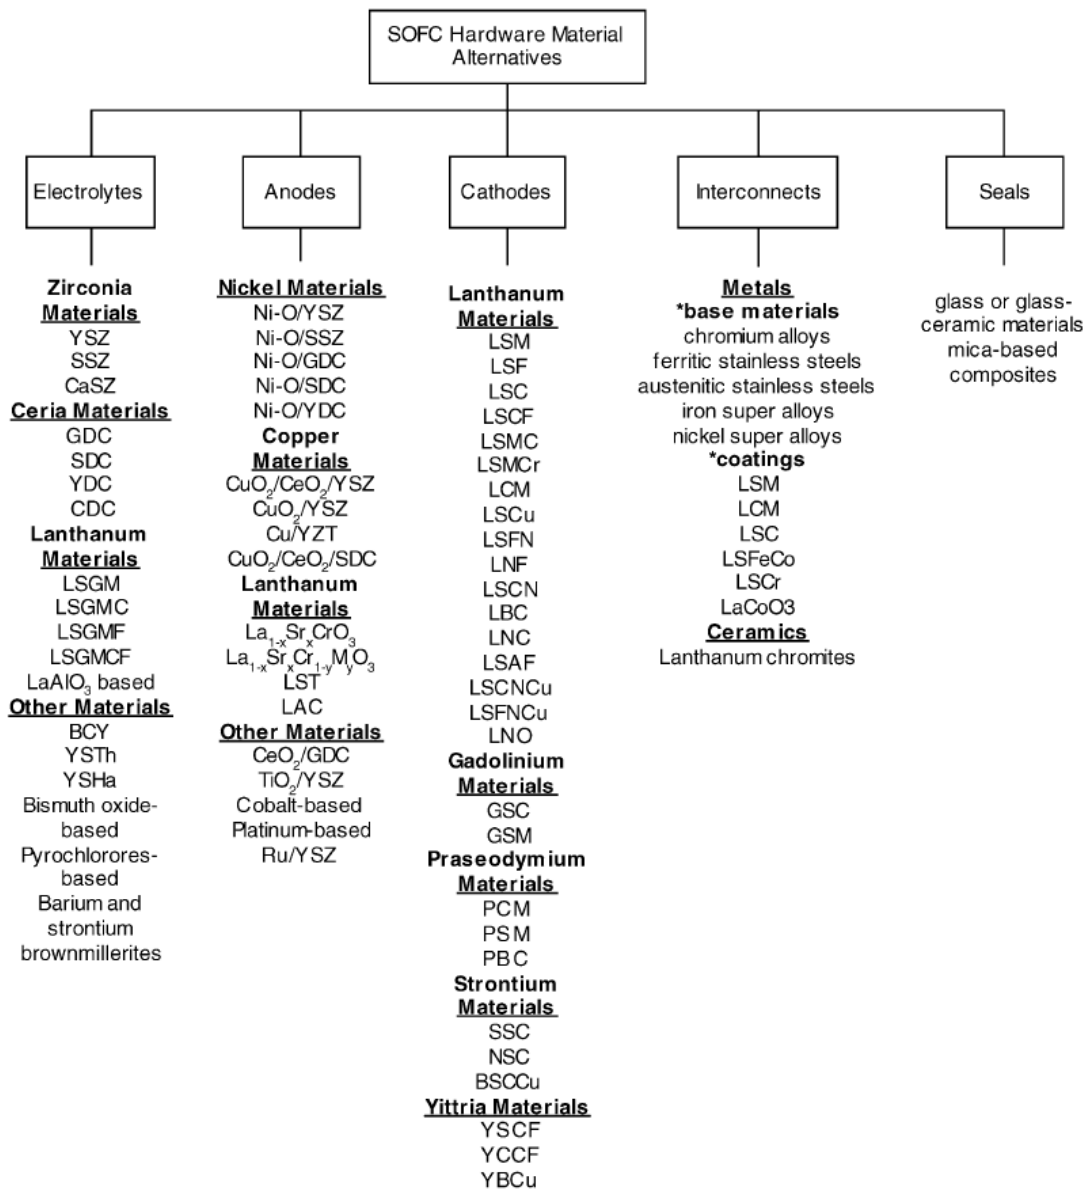 SOFC Hardware Material
Alternatives
Electrolytes
Anodes
Cathodes
Interconnects
Seals
Zirconia
Materials
YSZ
SSZ
CaSZ
Ceria Materials
GDC
SDC
YDC
CDC
Lanthanum
Materials
LSGM
LSGMC
LSGMF
LSGMCF
LaAlO₃ based
Other Materials
BCY
YSTh
YSHa
Bismuth oxide-
based
Pyrochlorores-
based
Barium and
strontium
brownmillerites
Nickel Materials
Ni-O/YSZ
Ni-O/SSZ
Ni-O/GDC
Ni-O/SDC
Ni-O/YDC
Copper
Materials
CuO₂/CeO₂/YSZ
CuO₂/YSZ
Cu/YZT
CuO₂/CeO₂/SDC
Lanthanum
Materials
La₁₋ₓSrₓCrO₃
La₁₋ₓSrₓCr₁₋yMyO₃
LST
LAC
Other Materials
CeO₂/GDC
TiO₂/YSZ
Cobalt-based
Platinum-based
Ru/YSZ
Lanthanum
Materials
LSM
LSF
LSC
LSCF
LSMC
LSMCr
LCM
LSCu
LSFN
LNF
LSCN
LBC
LNC
LSAF
LSCNCu
LSFNCu
LNO
Gadolinium
Materials
GSC
GSM
Praseodymium
Materials
PCM
PSM
PBC
Strontium
Materials
SSC
NSC
BSCCu
Yittria Materials
YSCF
YCCF
YBCu
Metals
*base materials
chromium alloys
ferritic stainless steels
austenitic stainless steels
iron super alloys
nickel super alloys
*coatings
LSM
LCM
LSC
LSFeCo
LSCr
LaCoO3
Ceramics
Lanthanum chromites
glass or glass-
ceramic materials
mica-based
composites